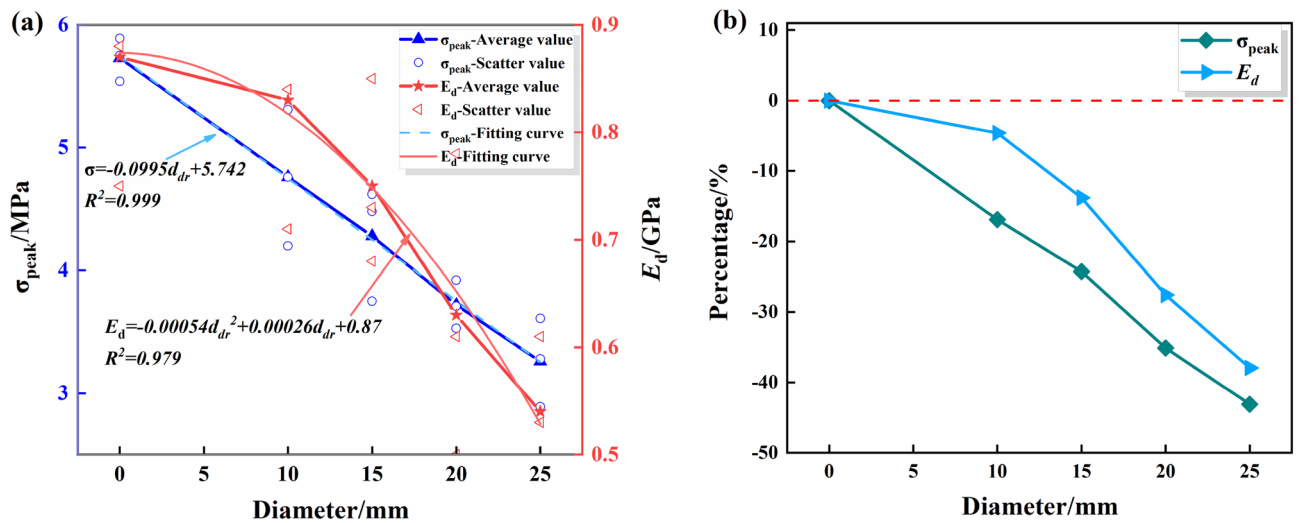 (a)
σpeak/MPa
6
5
4
3
0.9
0.8
0.7
0.6
0.5
Ed/GPa
σpeak-Average value
σpeak-Scatter value
Ed-Average value
Ed-Scatter value
σpeak-Fitting curve
Ed-Fitting curve
σ=-0.0995ddr+5.742
R²=0.999
Ed=-0.00054ddr²+0.00026ddr+0.87
R²=0.979
0 5 10 15 20 25
Diameter/mm
(b)
Percentage/%
10
0
-10
-20
-30
-40
-50
σpeak
Ed
0 5 10 15 20 25
Diameter/mm